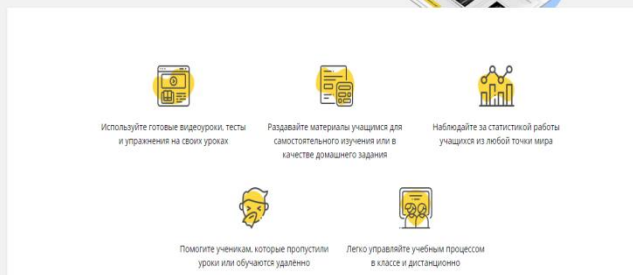 Используйте готовые видеоуроки, тесты
и упражнения на своих уроках
Раздавайте материалы учащимся для
самостоятельного изучения или в
качестве домашнего задания
Наблюдайте за статистикой работы
учащихся из любой точки мира
Помогите ученикам, которые пропустили
уроки или обучаются удалённо
Легко управляйте учебным процессом
в классе и дистанционно